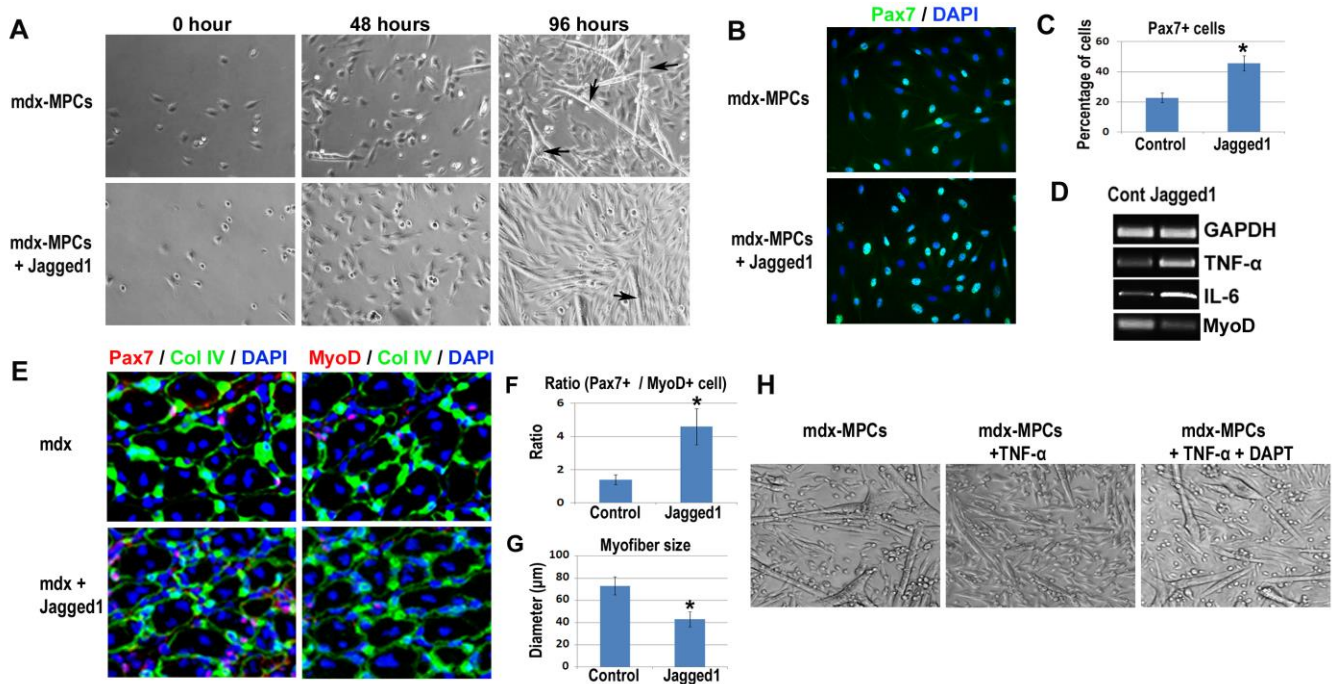 A
0 hour
48 hours
96 hours
mdx-MPCs
mdx-MPCs
+ Jagged1
B
Pax7 / DAPI
mdx-MPCs
mdx-MPCs
+ Jagged1
C
Pax7+ cells
Percentage of cells
60
40
20
0
*
Control
Jagged1
D
Cont Jagged1
GAPDH
TNF-α
IL-6
MyoD
E
Pax7 / Col IV / DAPI
MyoD / Col IV / DAPI
mdx
mdx +
Jagged1
F
Ratio (Pax7+ / MyoD+ cell)
Ratio
6
4
2
0
*
Control
Jagged1
G
Myofiber size
Diameter (µm)
100
80
60
40
20
0
*
Control
Jagged1
H
mdx-MPCs
mdx-MPCs
+TNF-α
mdx-MPCs
+ TNF-α + DAPT